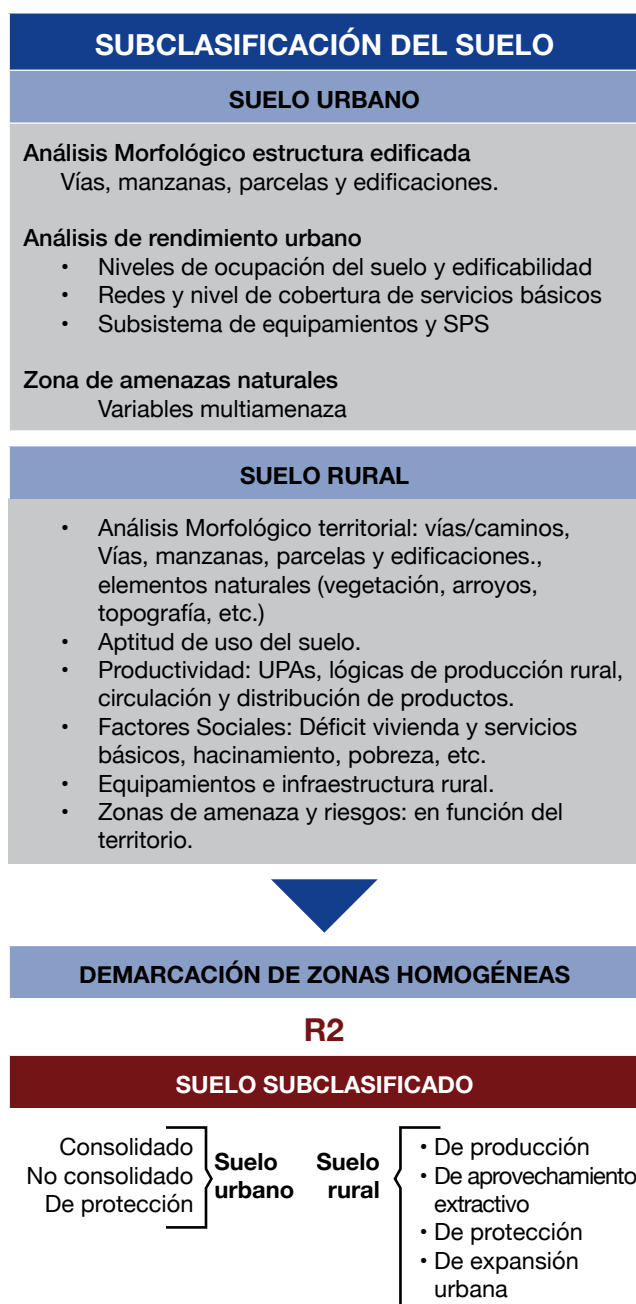 SUBCLASIFICACIÓN DEL SUELO
SUELO URBANO
Análisis Morfológico estructura edificada
Vías, manzanas, parcelas y edificaciones.
Análisis de rendimiento urbano
• Niveles de ocupación del suelo y edificabilidad
• Redes y nivel de cobertura de servicios básicos
• Subsistema de equipamientos y SPS
Zona de amenazas naturales
Variables multiamenaza
SUELO RURAL
• Análisis Morfológico territorial: vías/caminos,
Vías, manzanas, parcelas y edificaciones.,
elementos naturales (vegetación, arroyos,
topografía, etc.)
• Aptitud de uso del suelo.
• Productividad: UPAs, lógicas de producción rural,
circulación y distribución de productos.
• Factores Sociales: Déficit vivienda y servicios
básicos, hacinamiento, pobreza, etc.
• Equipamientos e infraestructura rural.
• Zonas de amenaza y riesgos: en función del
territorio.
DEMARCACIÓN DE ZONAS HOMOGÉNEAS
R2
SUELO SUBCLASIFICADO
Consolidado
No consolidado
De protección
Suelo
urbano
Suelo
rural
• De producción
• De aprovechamiento
extractivo
• De protección
• De expansión
urbana